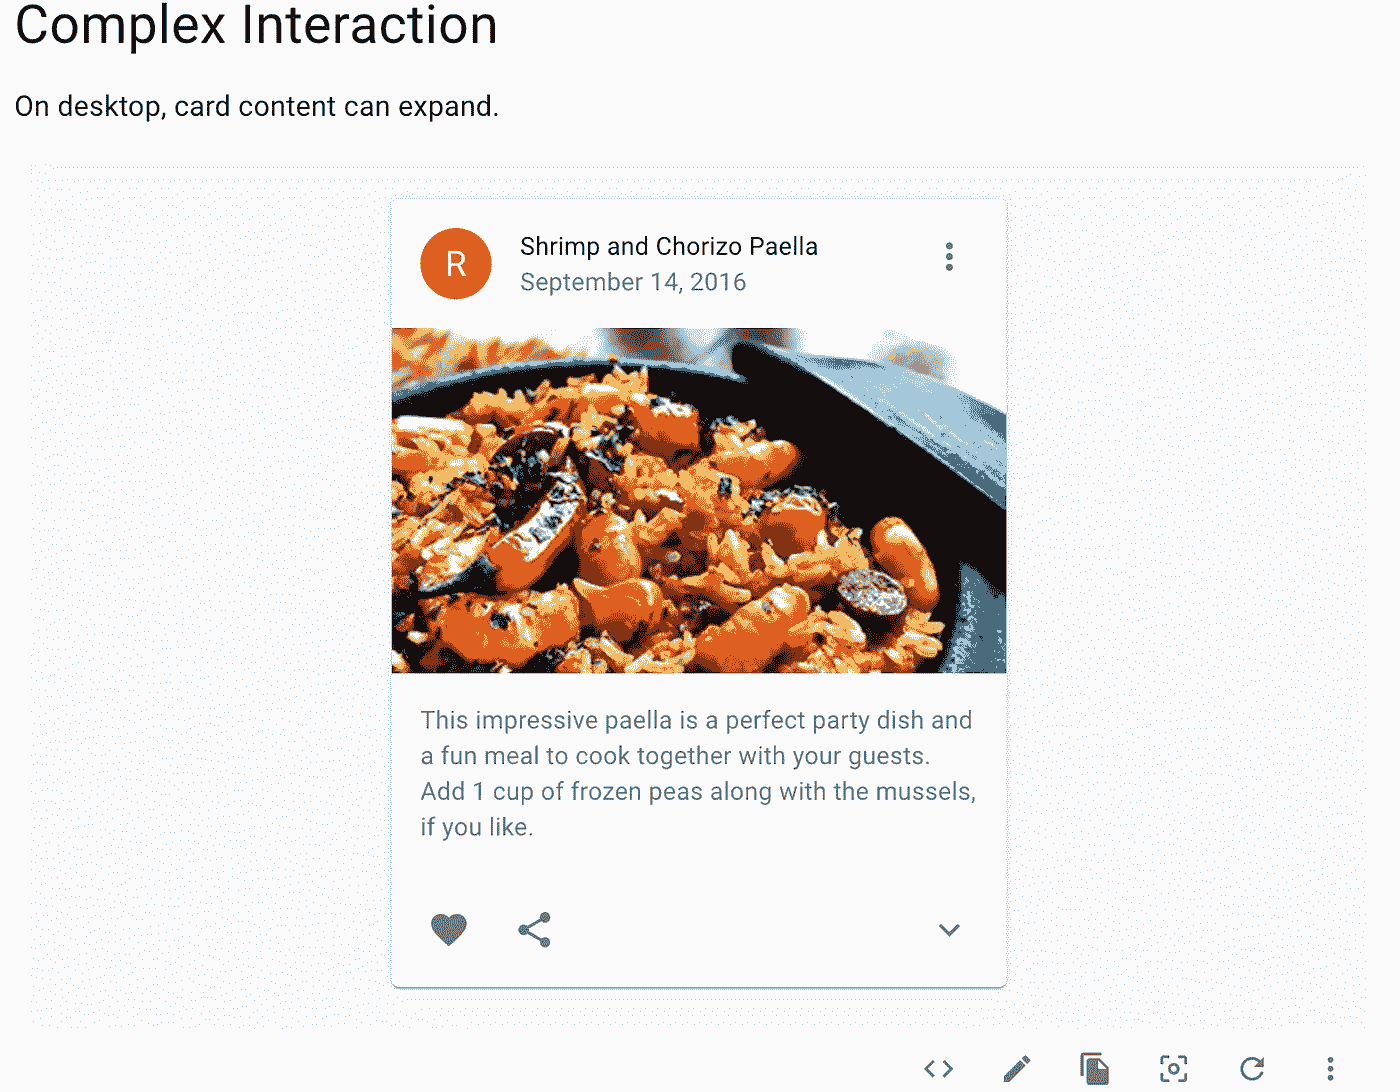 Complex Interaction
On desktop, card content can expand.
R
Shrimp and Chorizo Paella
September 14, 2016
This impressive paella is a perfect party dish and
a fun meal to cook together with your guests.
Add 1 cup of frozen peas along with the mussels,
if you like.